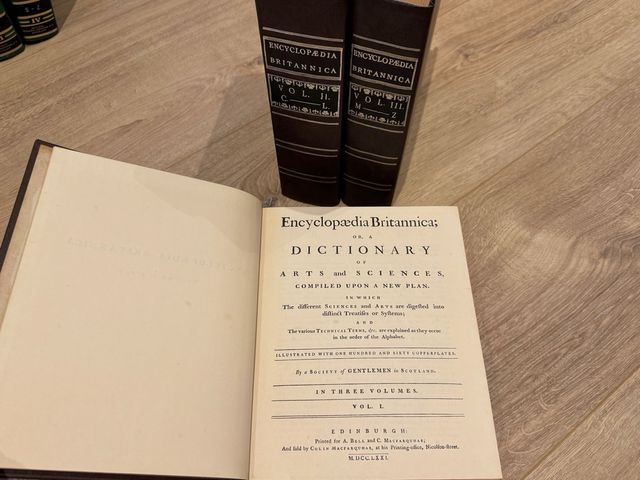 S - Z
IV
ENCYCLOPÆDIA
BRITANNICA
VOL. II.
C — L.
ENCYCLOPÆDIA
BRITANNICA
VOL. III.
M — Z
Encyclopædia Britannica;
OR, A
DICTIONARY
OF
ARTS and SCIENCES,
COMPILED UPON A NEW PLAN.
IN WHICH
The different SCIENCES and ARTS are digeſted into
diſtinct Treatiſes or Syſtems;
AND
The various TECHNICAL TERMS, &c. are explained as they occur
in the order of the Alphabet.
ILLUSTRATED WITH ONE HUNDRED AND SIXTY COPPERPLATES.
By a SOCIETY of GENTLEMEN in SCOTLAND.
IN THREE VOLUMES.
VOL. I.
EDINBURGH:
Printed for A. BELL and C. MACFARQUHAR;
And ſold by COLIN MACFARQUHAR, at his Printing-office, Nicolſon-ſtreet.
M.DCC.LXXI.